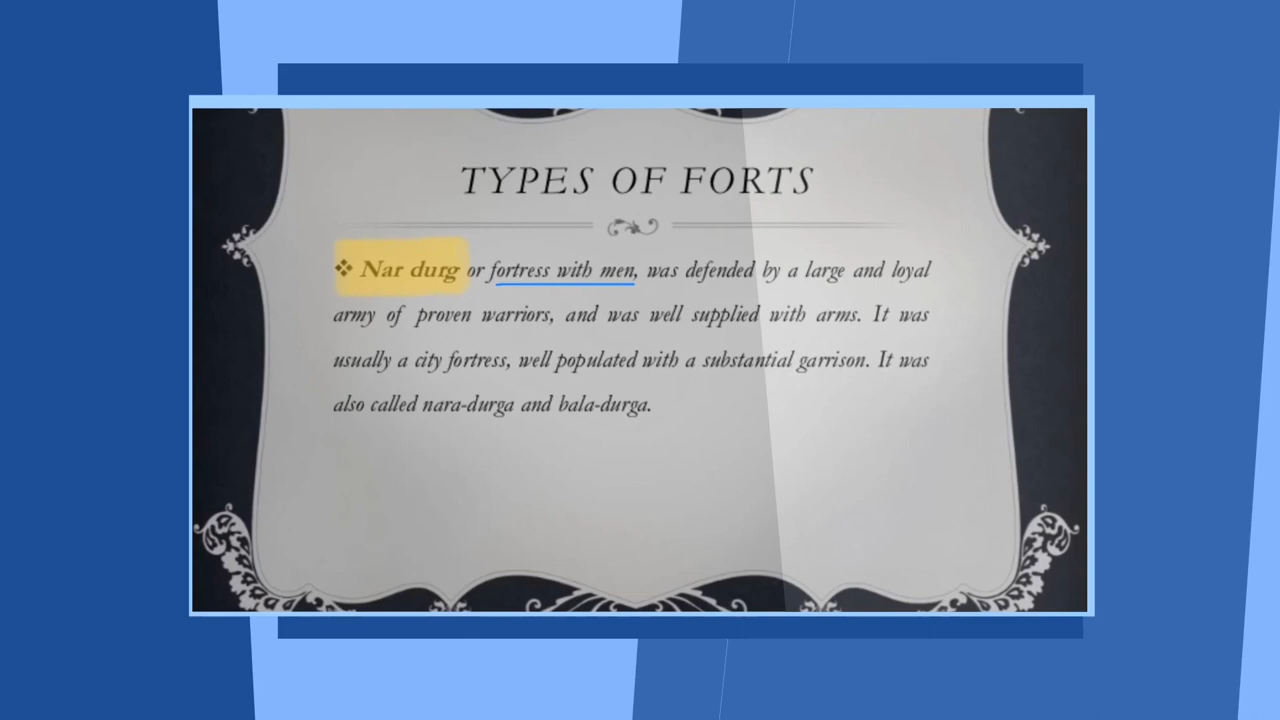 TYPES OF FORTS
❖ Nar durg or fortress with men, was defended by a large and loyal
army of proven warriors, and was well supplied with arms. It was
usually a city fortress, well populated with a substantial garrison. It was
also called nara-durga and bala-durga.